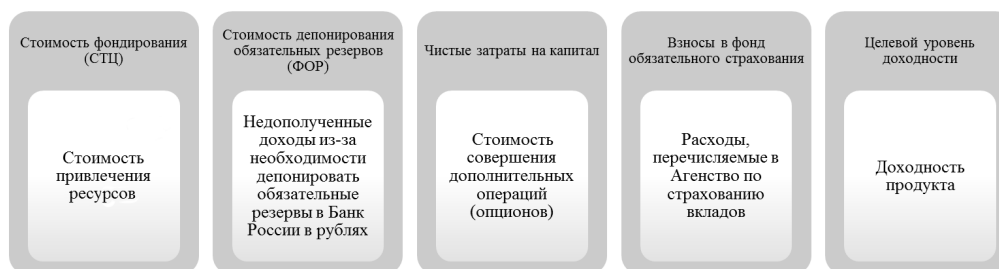 Стоимость фондирования
(СТЦ)
Недополученные
доходы из-за
необходимости
депонировать
обязательные
резервы в Банк
России в рублях
Стоимость депонирования
обязательных резервов
(ФОР)
Стоимость
привлечения
ресурсов
Чистые затраты на капитал
Стоимость
совершения
дополнительных
операций
(опционов)
Взносы в фонд
обязательного страхования
Расходы,
перечисляемые в
Агенство по
страхованию
вкладов
Целевой уровень
доходности
Доходность
продукта